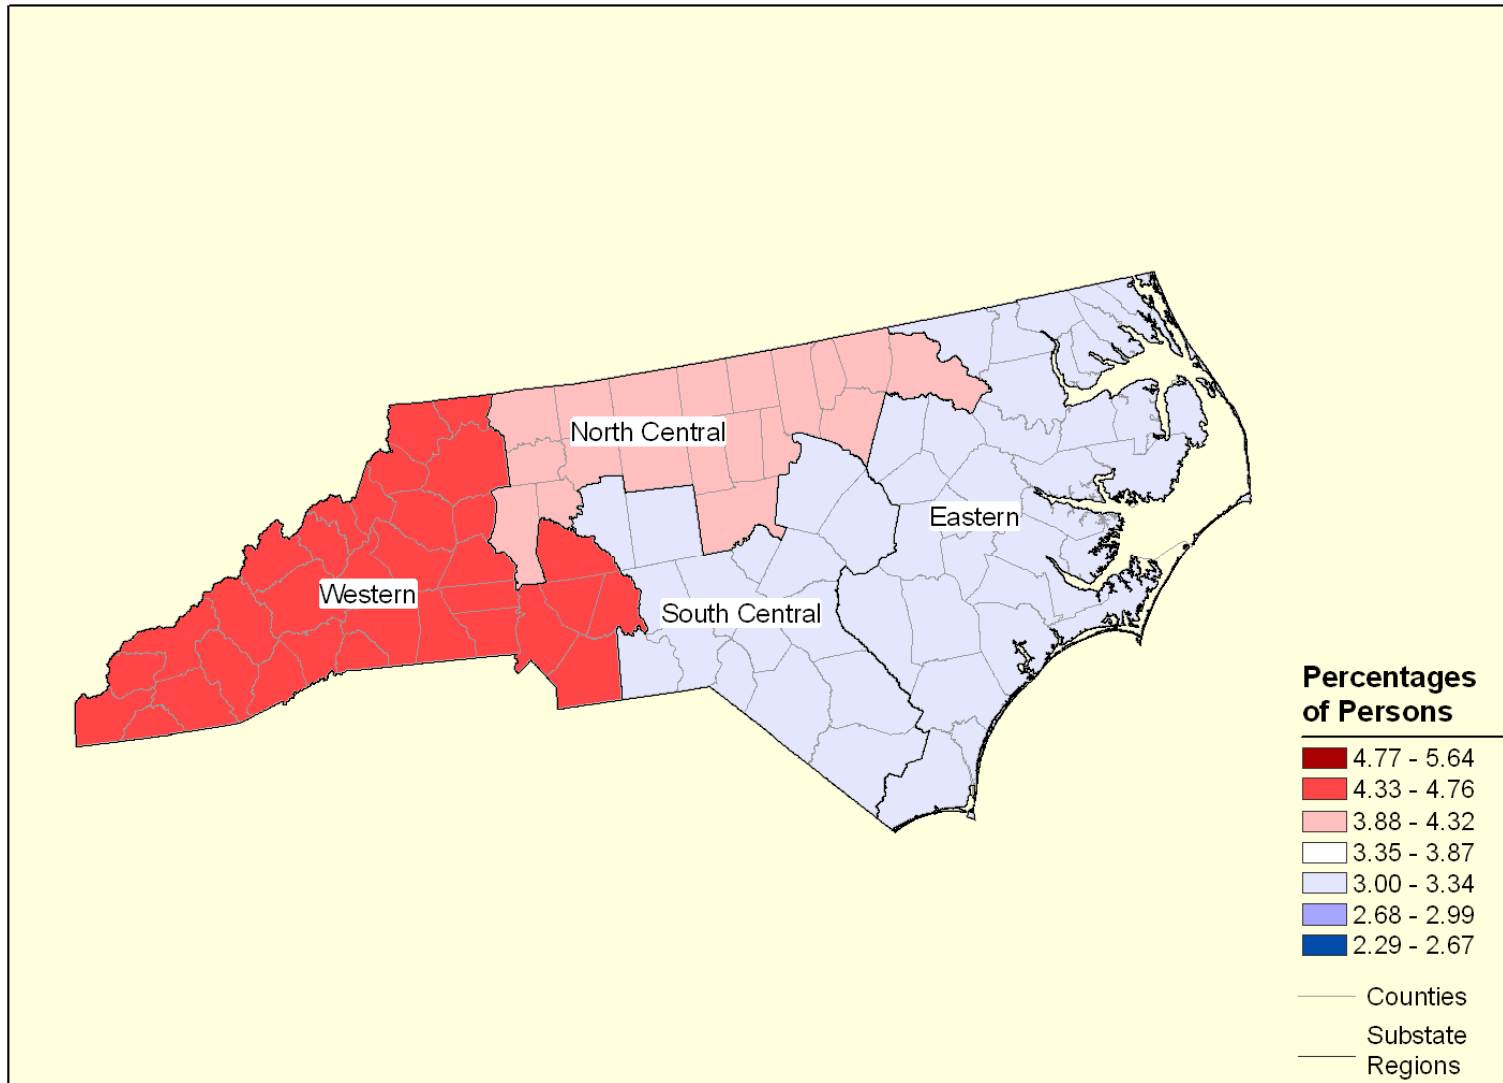 North Central
Eastern
Western
South Central
Percentages
of Persons
4.77 - 5.64
4.33 - 4.76
3.88 - 4.32
3.35 - 3.87
3.00 - 3.34
2.68 - 2.99
2.29 - 2.67
Counties
Substate
Regions